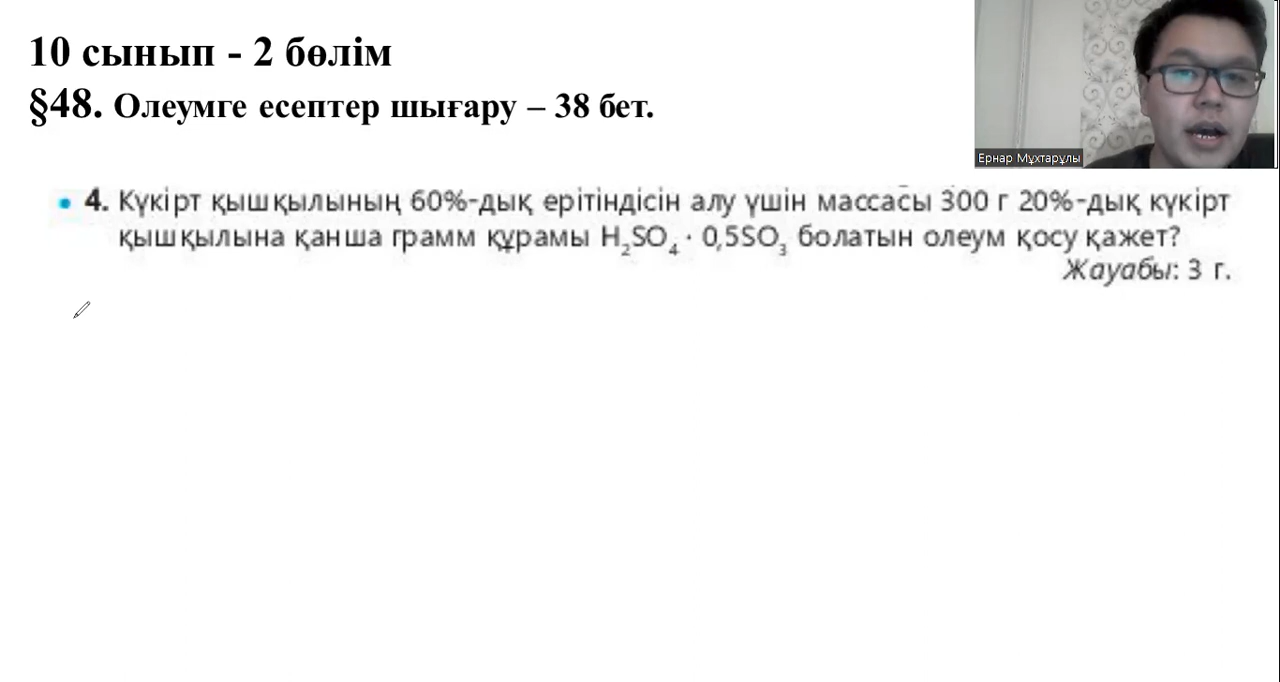 10 сынып - 2 бөлім
§48. Олеумге есептер шығару – 38 бет.
Ернар Мұхтарұлы
• 4. Күкірт қышқылының 60%-дық ерітіндісін алу үшін массасы 300 г 20%-дық күкірт
қышқылына қанша грамм құрамы H₂SO₄ · 0,5SO₃ болатын олеум қосу қажет?
Жауабы: 3 г.